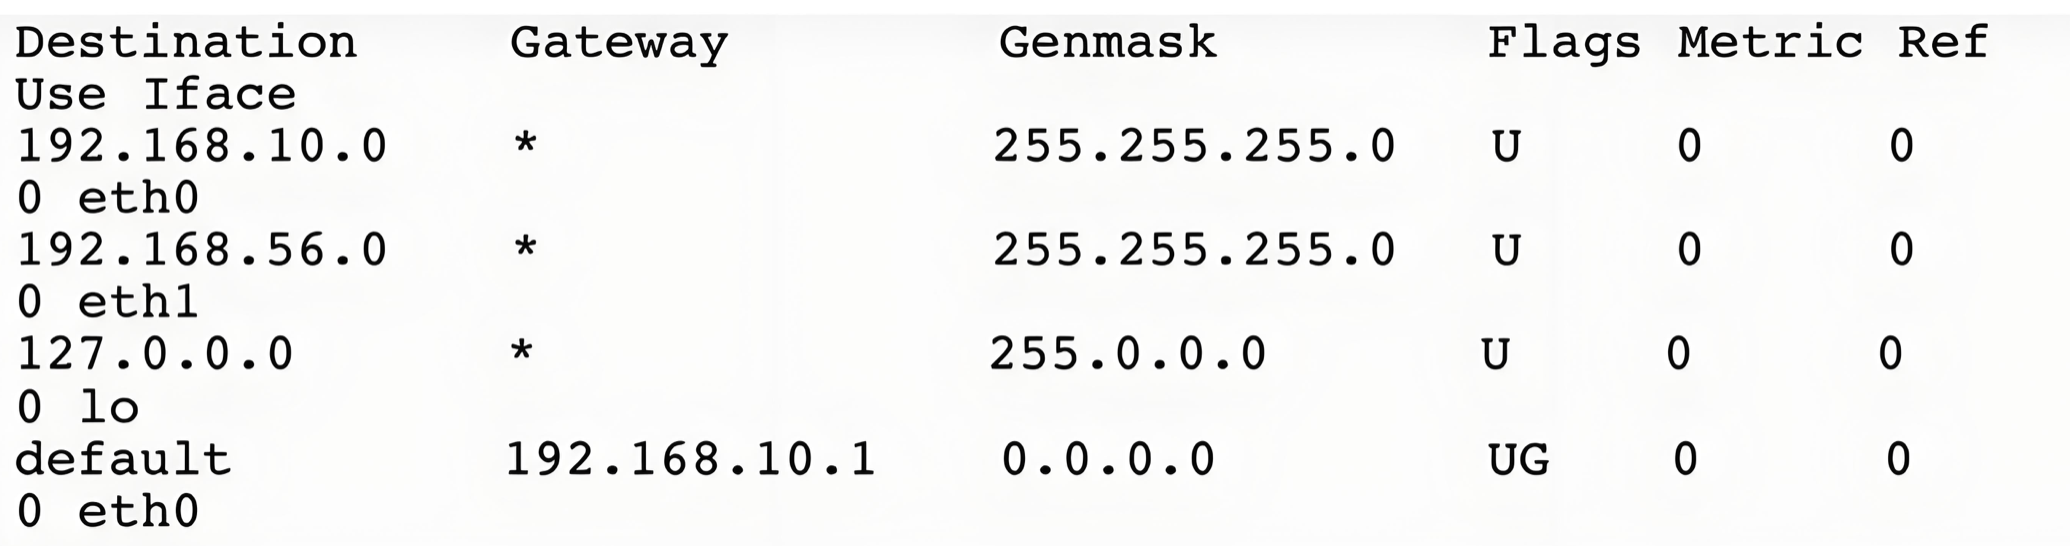 Destination Gateway Genmask Flags Metric Ref
Use Iface
192.168.10.0 * 255.255.255.0 U 0 0
0 eth0
192.168.56.0 * 255.255.255.0 U 0 0
0 eth1
127.0.0.0 * 255.0.0.0 U 0 0
0 lo
default 192.168.10.1 0.0.0.0 UG 0 0
0 eth0